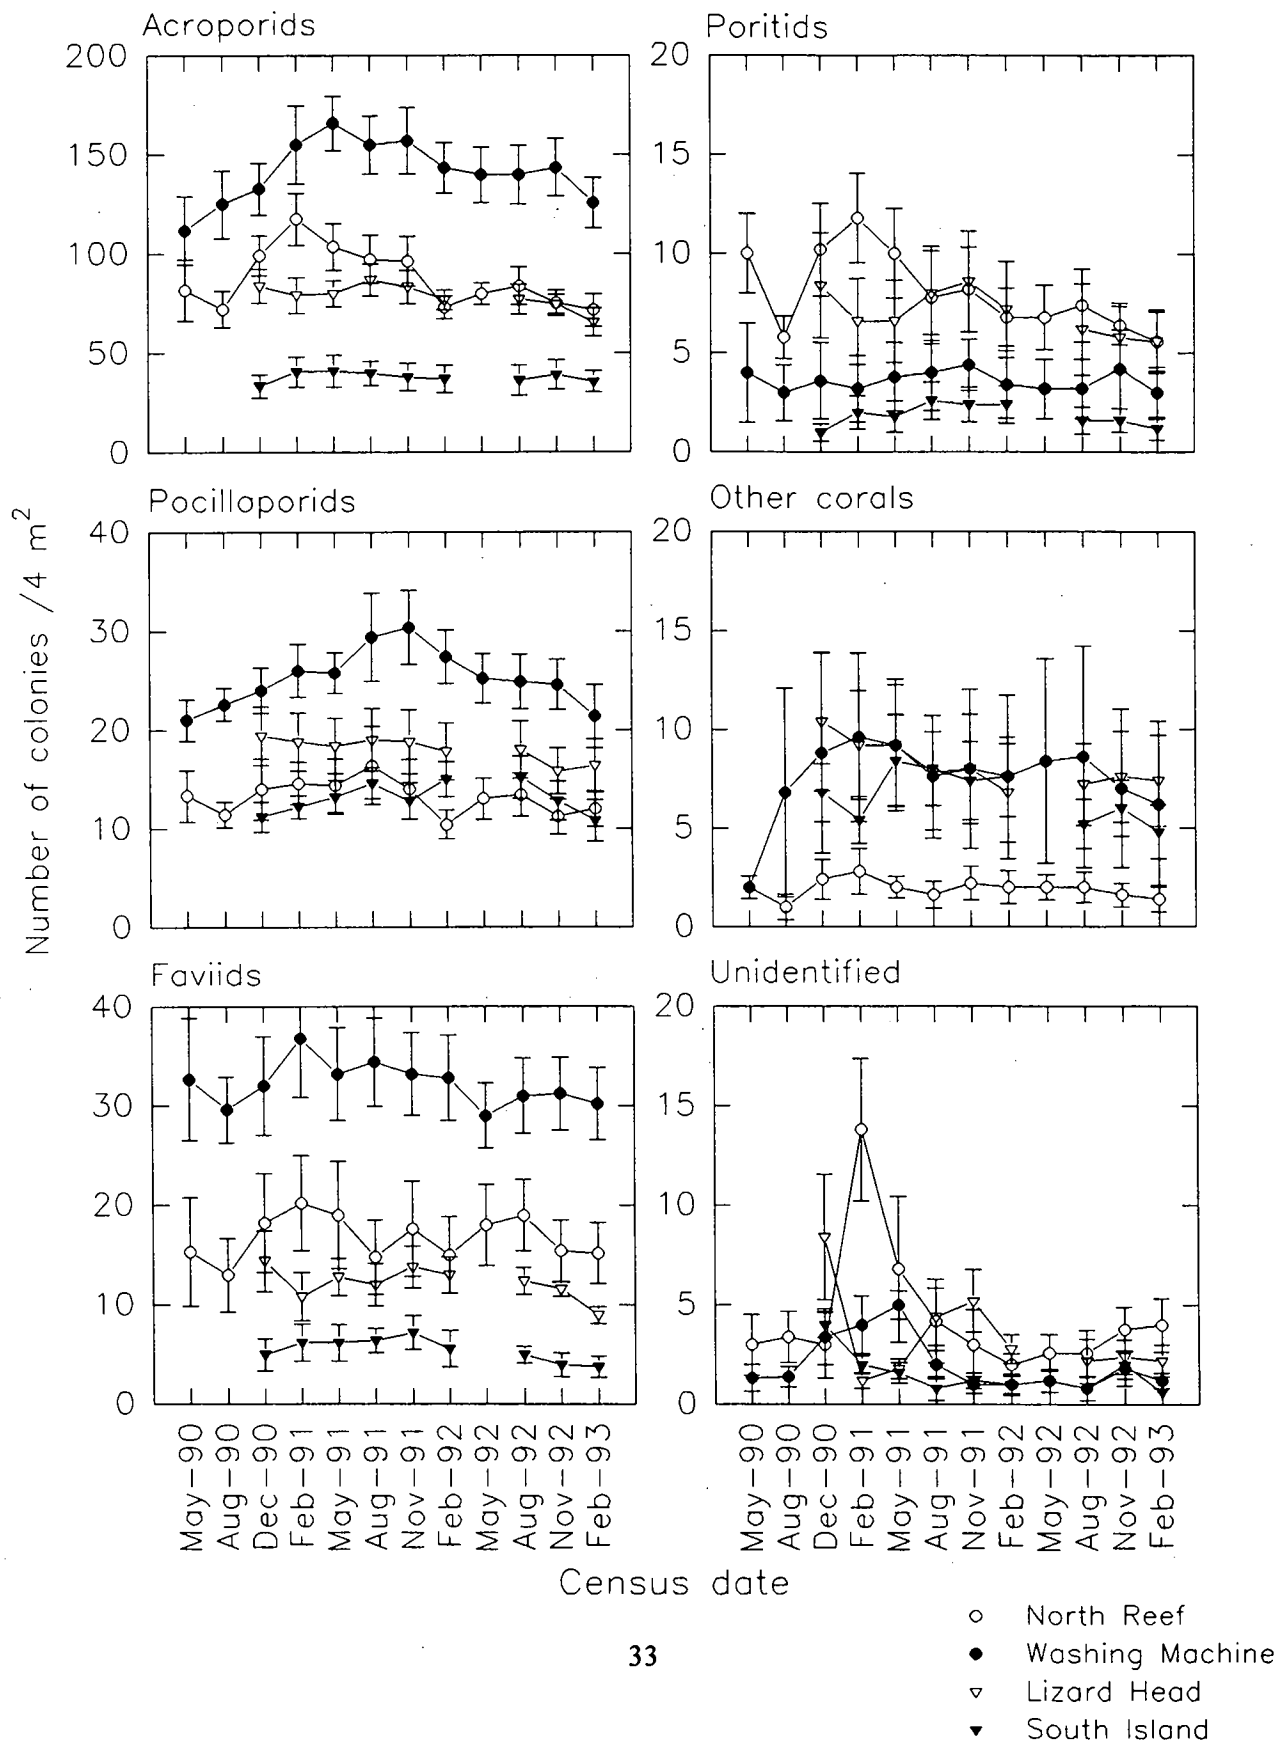 Acroporids
200
150
100
50
0
Poritids
20
15
10
5
0
Pocilloporids
40
30
20
10
0
Other corals
20
15
10
5
0
Faviids
40
30
20
10
0
Unidentified
20
15
10
5
0
Number of colonies /4 m²
May-90
Aug-90
Dec-90
Feb-91
May-91
Aug-91
Nov-91
Feb-92
May-92
Aug-92
Nov-92
Feb-93
May-90
Aug-90
Dec-90
Feb-91
May-91
Aug-91
Nov-91
Feb-92
May-92
Aug-92
Nov-92
Feb-93
Census date
North Reef
Washing Machine
Lizard Head
South Island
33